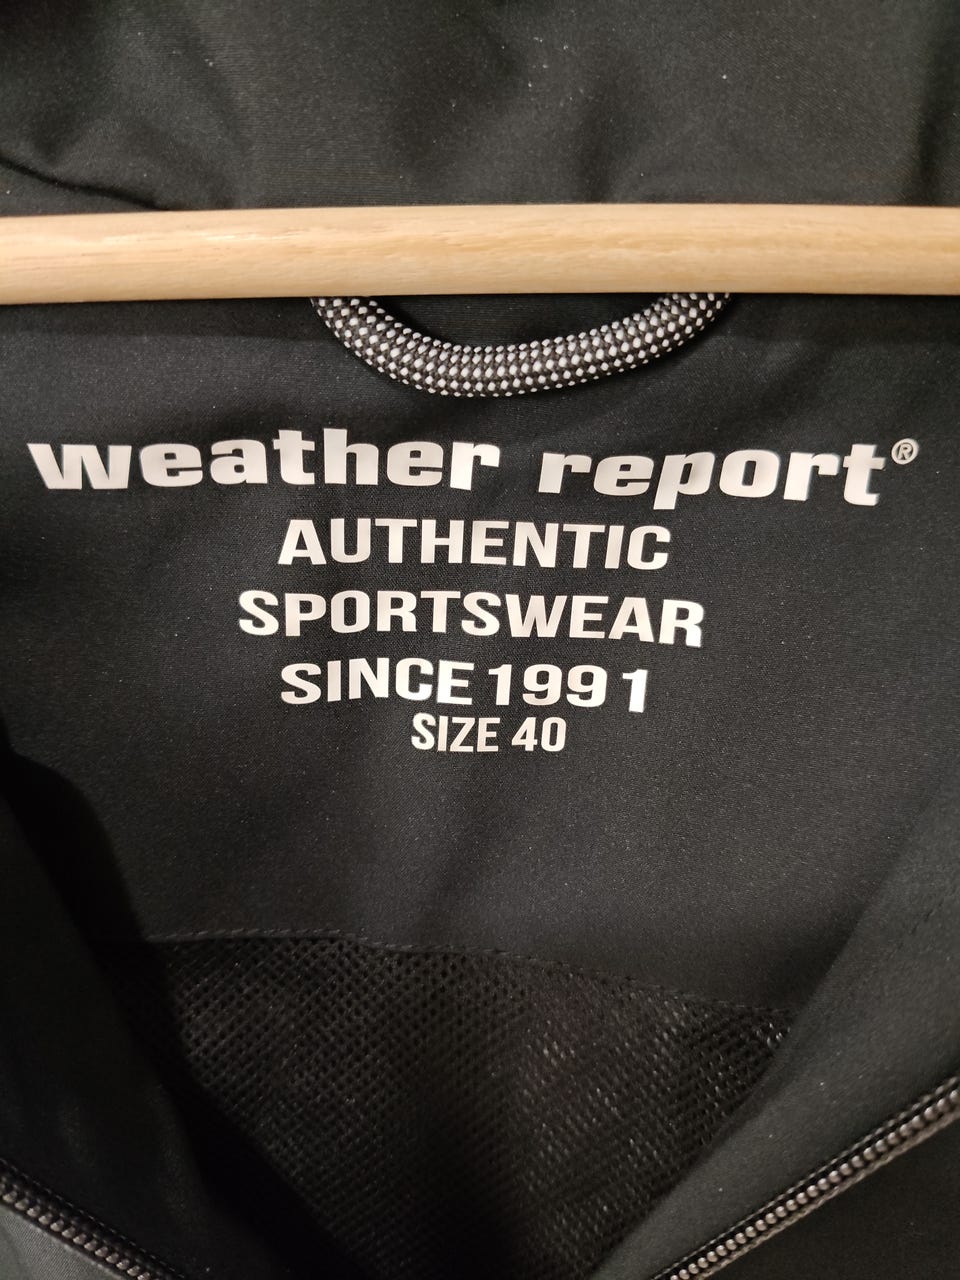 weather report®
AUTHENTIC
SPORTSWEAR
SINCE 1991
SIZE 40